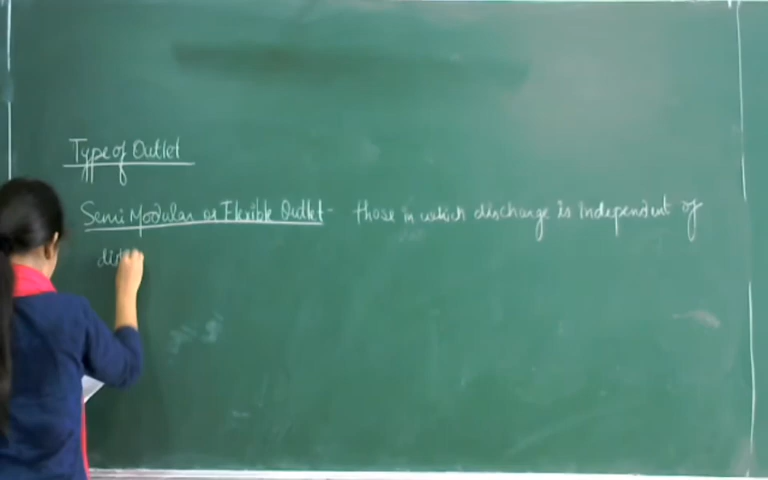 Type of Outlet
Semi Modular or Flexible Outlet - those in which discharge is independent of